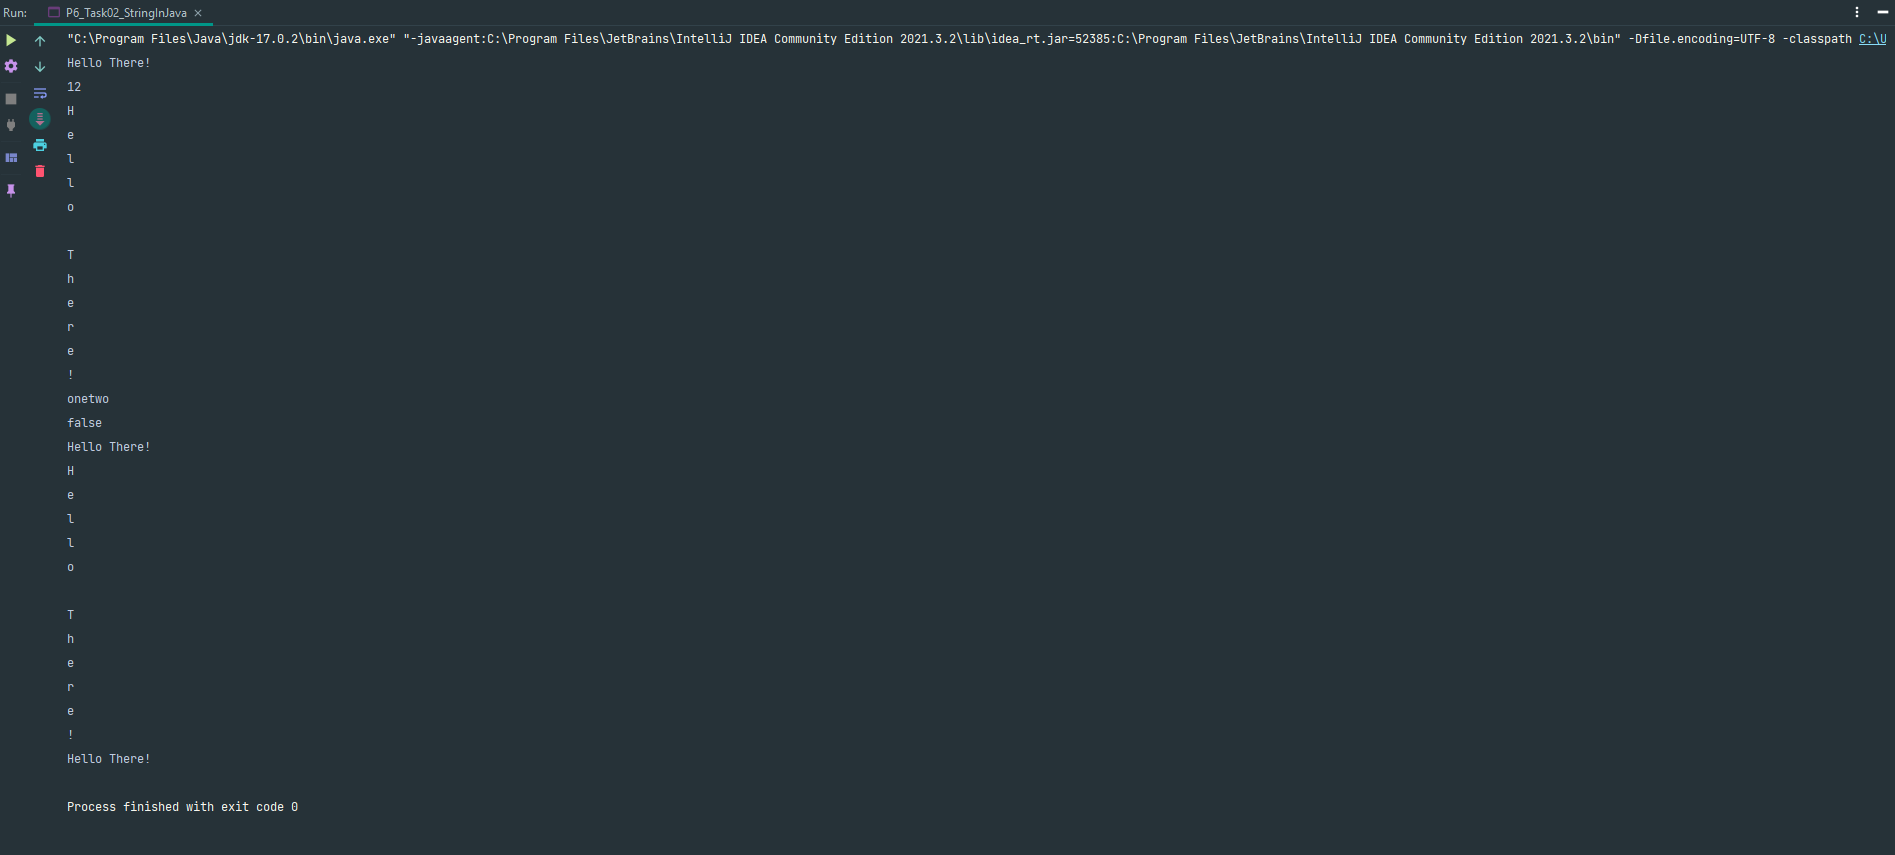 Run: P6_Task02_StringInJava ×
"C:\Program Files\Java\jdk-17.0.2\bin\java.exe" "-javaagent:C:\Program Files\JetBrains\IntelliJ IDEA Community Edition 2021.3.2\lib\idea_rt.jar=52385:C:\Program Files\JetBrains\IntelliJ IDEA Community Edition 2021.3.2\bin" -Dfile.encoding=UTF-8 -classpath C:\U
Hello There!
12
H
e
l
l
o

T
h
e
r
e
!
onetwo
false
Hello There!
H
e
l
l
o

T
h
e
r
e
!
Hello There!

Process finished with exit code 0